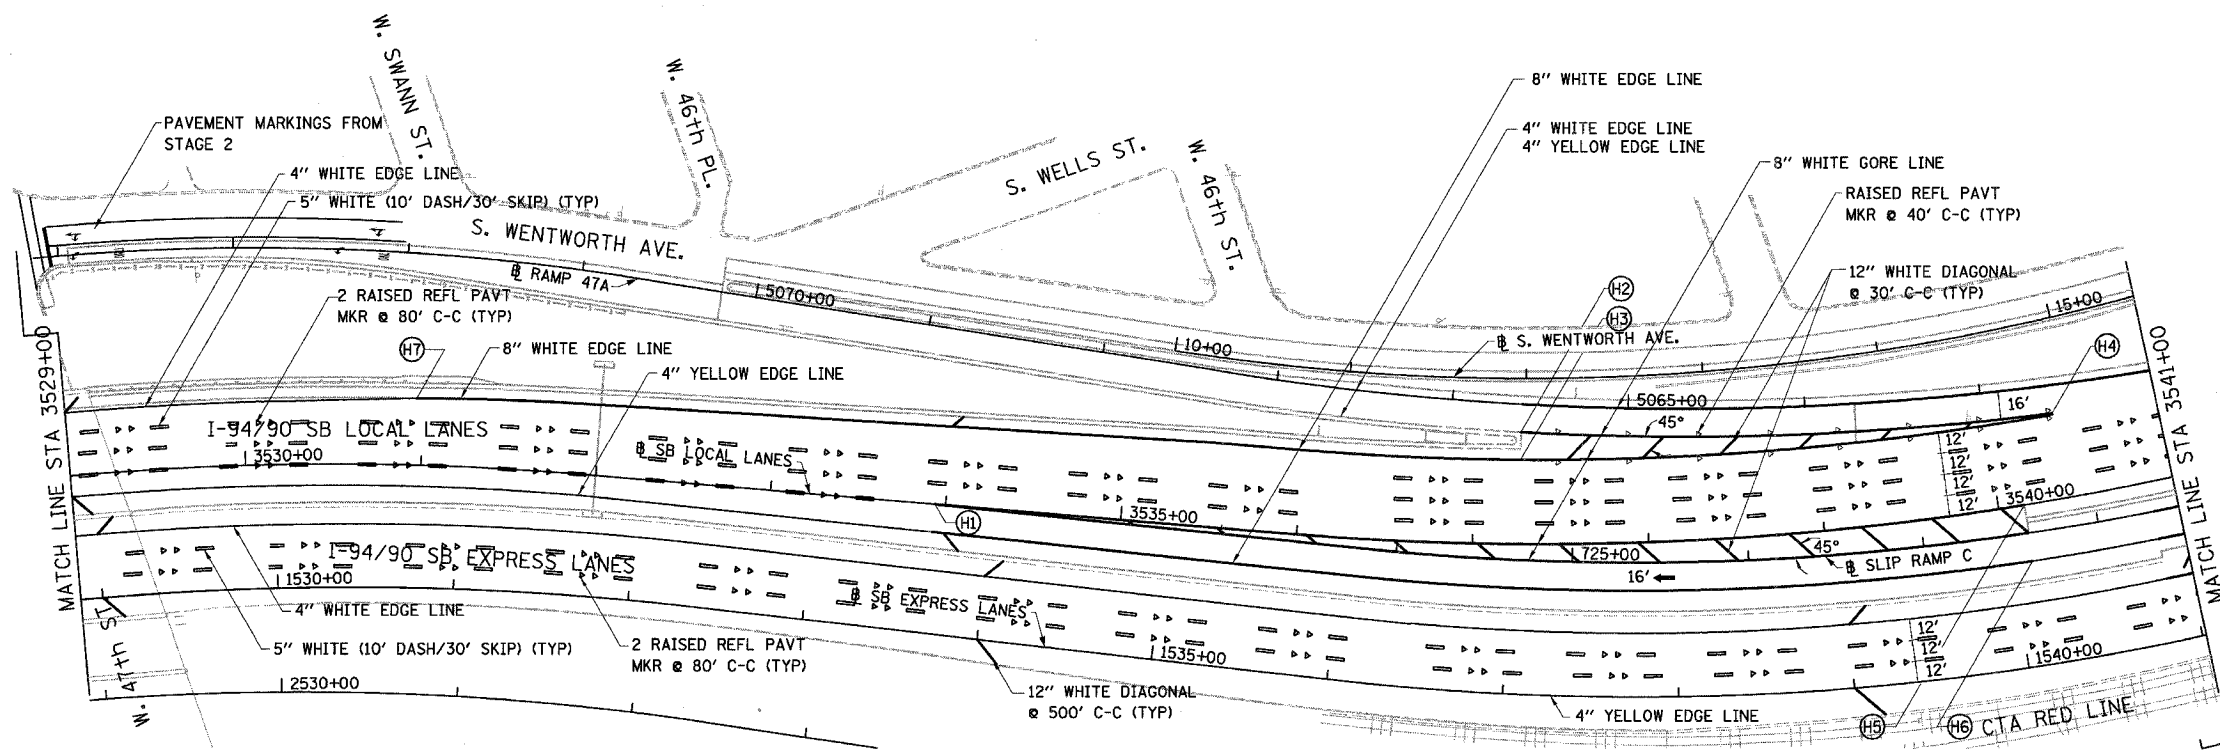 W. SWANN ST.
W. 46th PL.
8" WHITE EDGE LINE
PAVEMENT MARKINGS FROM
STAGE 2
4" WHITE EDGE LINE
4" YELLOW EDGE LINE
S. WELLS ST.
W. 46th ST.
8" WHITE GORE LINE
4" WHITE EDGE LINE
5" WHITE (10' DASH/30' SKIP) (TYP)
RAISED REFL PAVT
MKR @ 40' C-C (TYP)
S. WENTWORTH AVE.
℄ RAMP 47A
12" WHITE DIAGONAL
@ 30' C-C (TYP)
2 RAISED REFL PAVT
MKR @ 80' C-C (TYP)
5070+00
H2
H3
15+00
10+00
℄ S. WENTWORTH AVE.
H4
H7
8" WHITE EDGE LINE
4" YELLOW EDGE LINE
5065+00
45°
16'
MATCH LINE STA 3529+00
MATCH LINE STA 3541+00
I-94/90 SB LOCAL LANES
3530+00
℄ SB LOCAL LANES
12'
12'
12'
12'
3540+00
H1
3535+00
725+00
45°
℄ SLIP RAMP C
16'
I-94/90 SB EXPRESS LANES
1530+00
℄ SB EXPRESS LANES
4" WHITE EDGE LINE
5" WHITE (10' DASH/30' SKIP) (TYP)
2 RAISED REFL PAVT
MKR @ 80' C-C (TYP)
1535+00
12'
12'
12'
1540+00
W. 47th ST.
2530+00
12" WHITE DIAGONAL
@ 500' C-C (TYP)
4" YELLOW EDGE LINE
H5
H6
CTA RED LINE